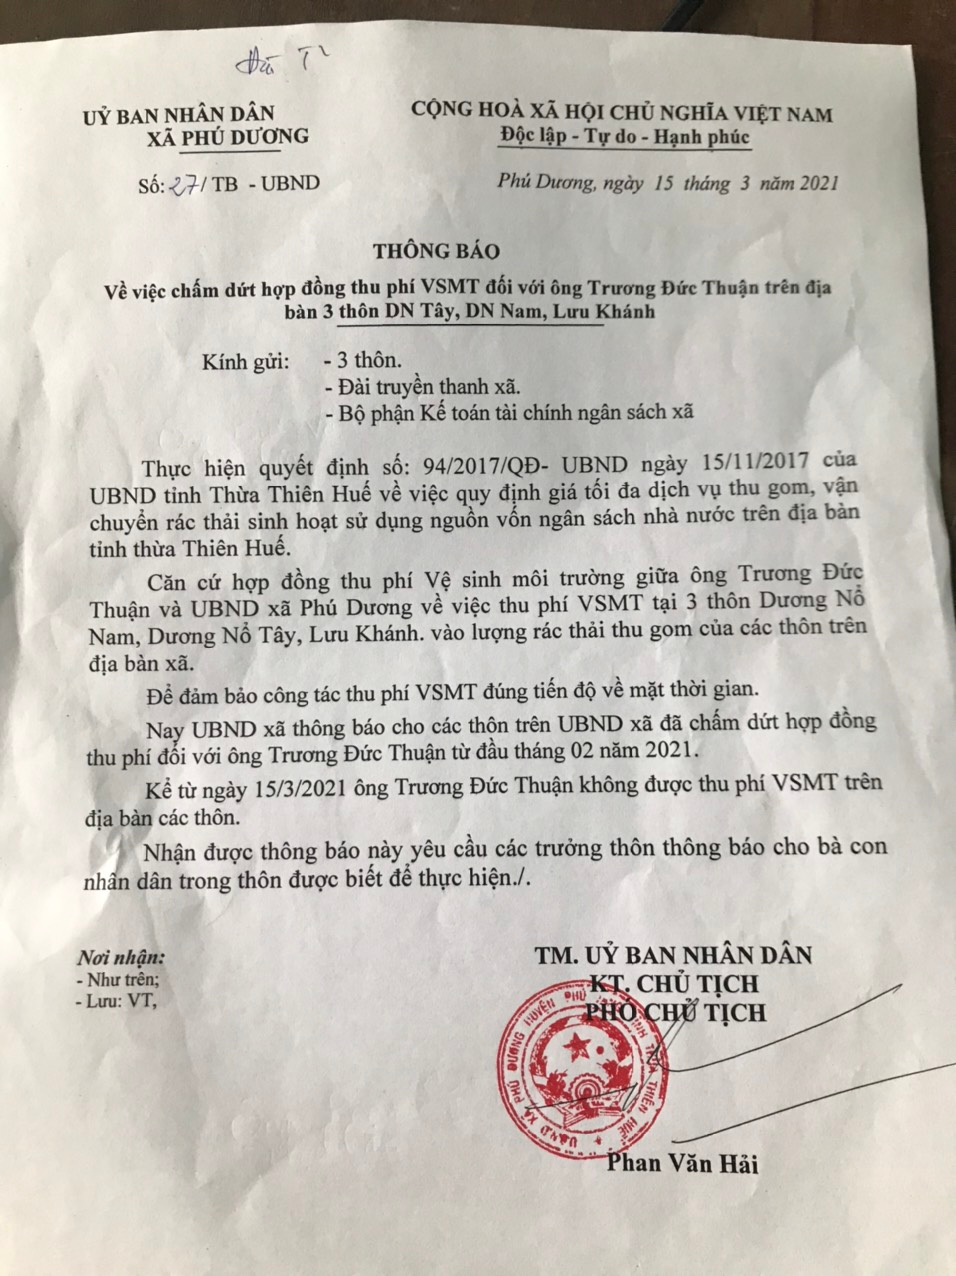 Đài T
UỶ BAN NHÂN DÂN
XÃ PHÚ DƯƠNG
CỘNG HOÀ XÃ HỘI CHỦ NGHĨA VIỆT NAM
Độc lập - Tự do - Hạnh phúc
Số: 27/ TB - UBND
Phú Dương, ngày 15 tháng 3 năm 2021
THÔNG BÁO
Về việc chấm dứt hợp đồng thu phí VSMT đối với ông Trương Đức Thuận trên địa
bàn 3 thôn DN Tây, DN Nam, Lưu Khánh
Kính gửi: - 3 thôn.
- Đài truyền thanh xã.
- Bộ phận Kế toán tài chính ngân sách xã
Thực hiện quyết định số: 94/2017/QĐ- UBND ngày 15/11/2017 của
UBND tỉnh Thừa Thiên Huế về việc quy định giá tối đa dịch vụ thu gom, vận
chuyển rác thải sinh hoạt sử dụng nguồn vốn ngân sách nhà nước trên địa bàn
tỉnh thừa Thiên Huế.
Căn cứ hợp đồng thu phí Vệ sinh môi trường giữa ông Trương Đức
Thuận và UBND xã Phú Dương về việc thu phí VSMT tại 3 thôn Dương Nổ
Nam, Dương Nổ Tây, Lưu Khánh. vào lượng rác thải thu gom của các thôn trên
địa bàn xã.
Để đảm bảo công tác thu phí VSMT đúng tiến độ về mặt thời gian.
Nay UBND xã thông báo cho các thôn trên UBND xã đã chấm dứt hợp đồng
thu phí đối với ông Trương Đức Thuận từ đầu tháng 02 năm 2021.
Kể từ ngày 15/3/2021 ông Trương Đức Thuận không được thu phí VSMT trên
địa bàn các thôn.
Nhận được thông báo này yêu cầu các trưởng thôn thông báo cho bà con
nhân dân trong thôn được biết để thực hiện./.
Nơi nhận:
- Như trên;
- Lưu: VT,
TM. UỶ BAN NHÂN DÂN
KT. CHỦ TỊCH
PHÓ CHỦ TỊCH
UBND XÃ PHÚ DƯƠNG HUYỆN PHÚ TỈNH THỪA THIÊN HUẾ
Phan Văn Hải